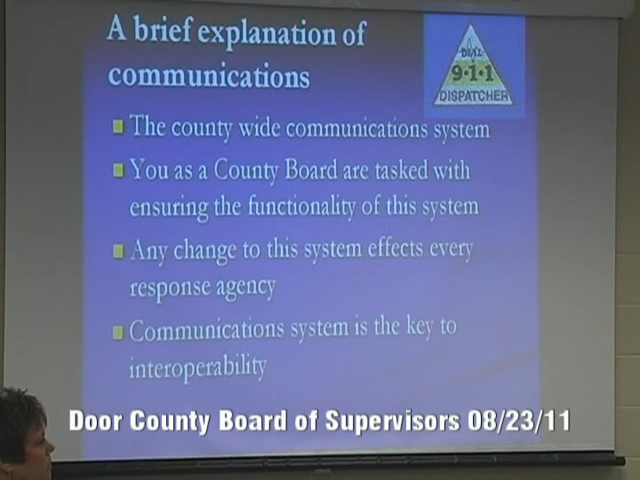 A brief explanation of
communications
DIAL
9-1-1
DISPATCHER
The county wide communications system
You as a County Board are tasked with
ensuring the functionality of this system
Any change to this system effects every
response agency
Communications system is the key to
interoperability
Door County Board of Supervisors 08/23/11